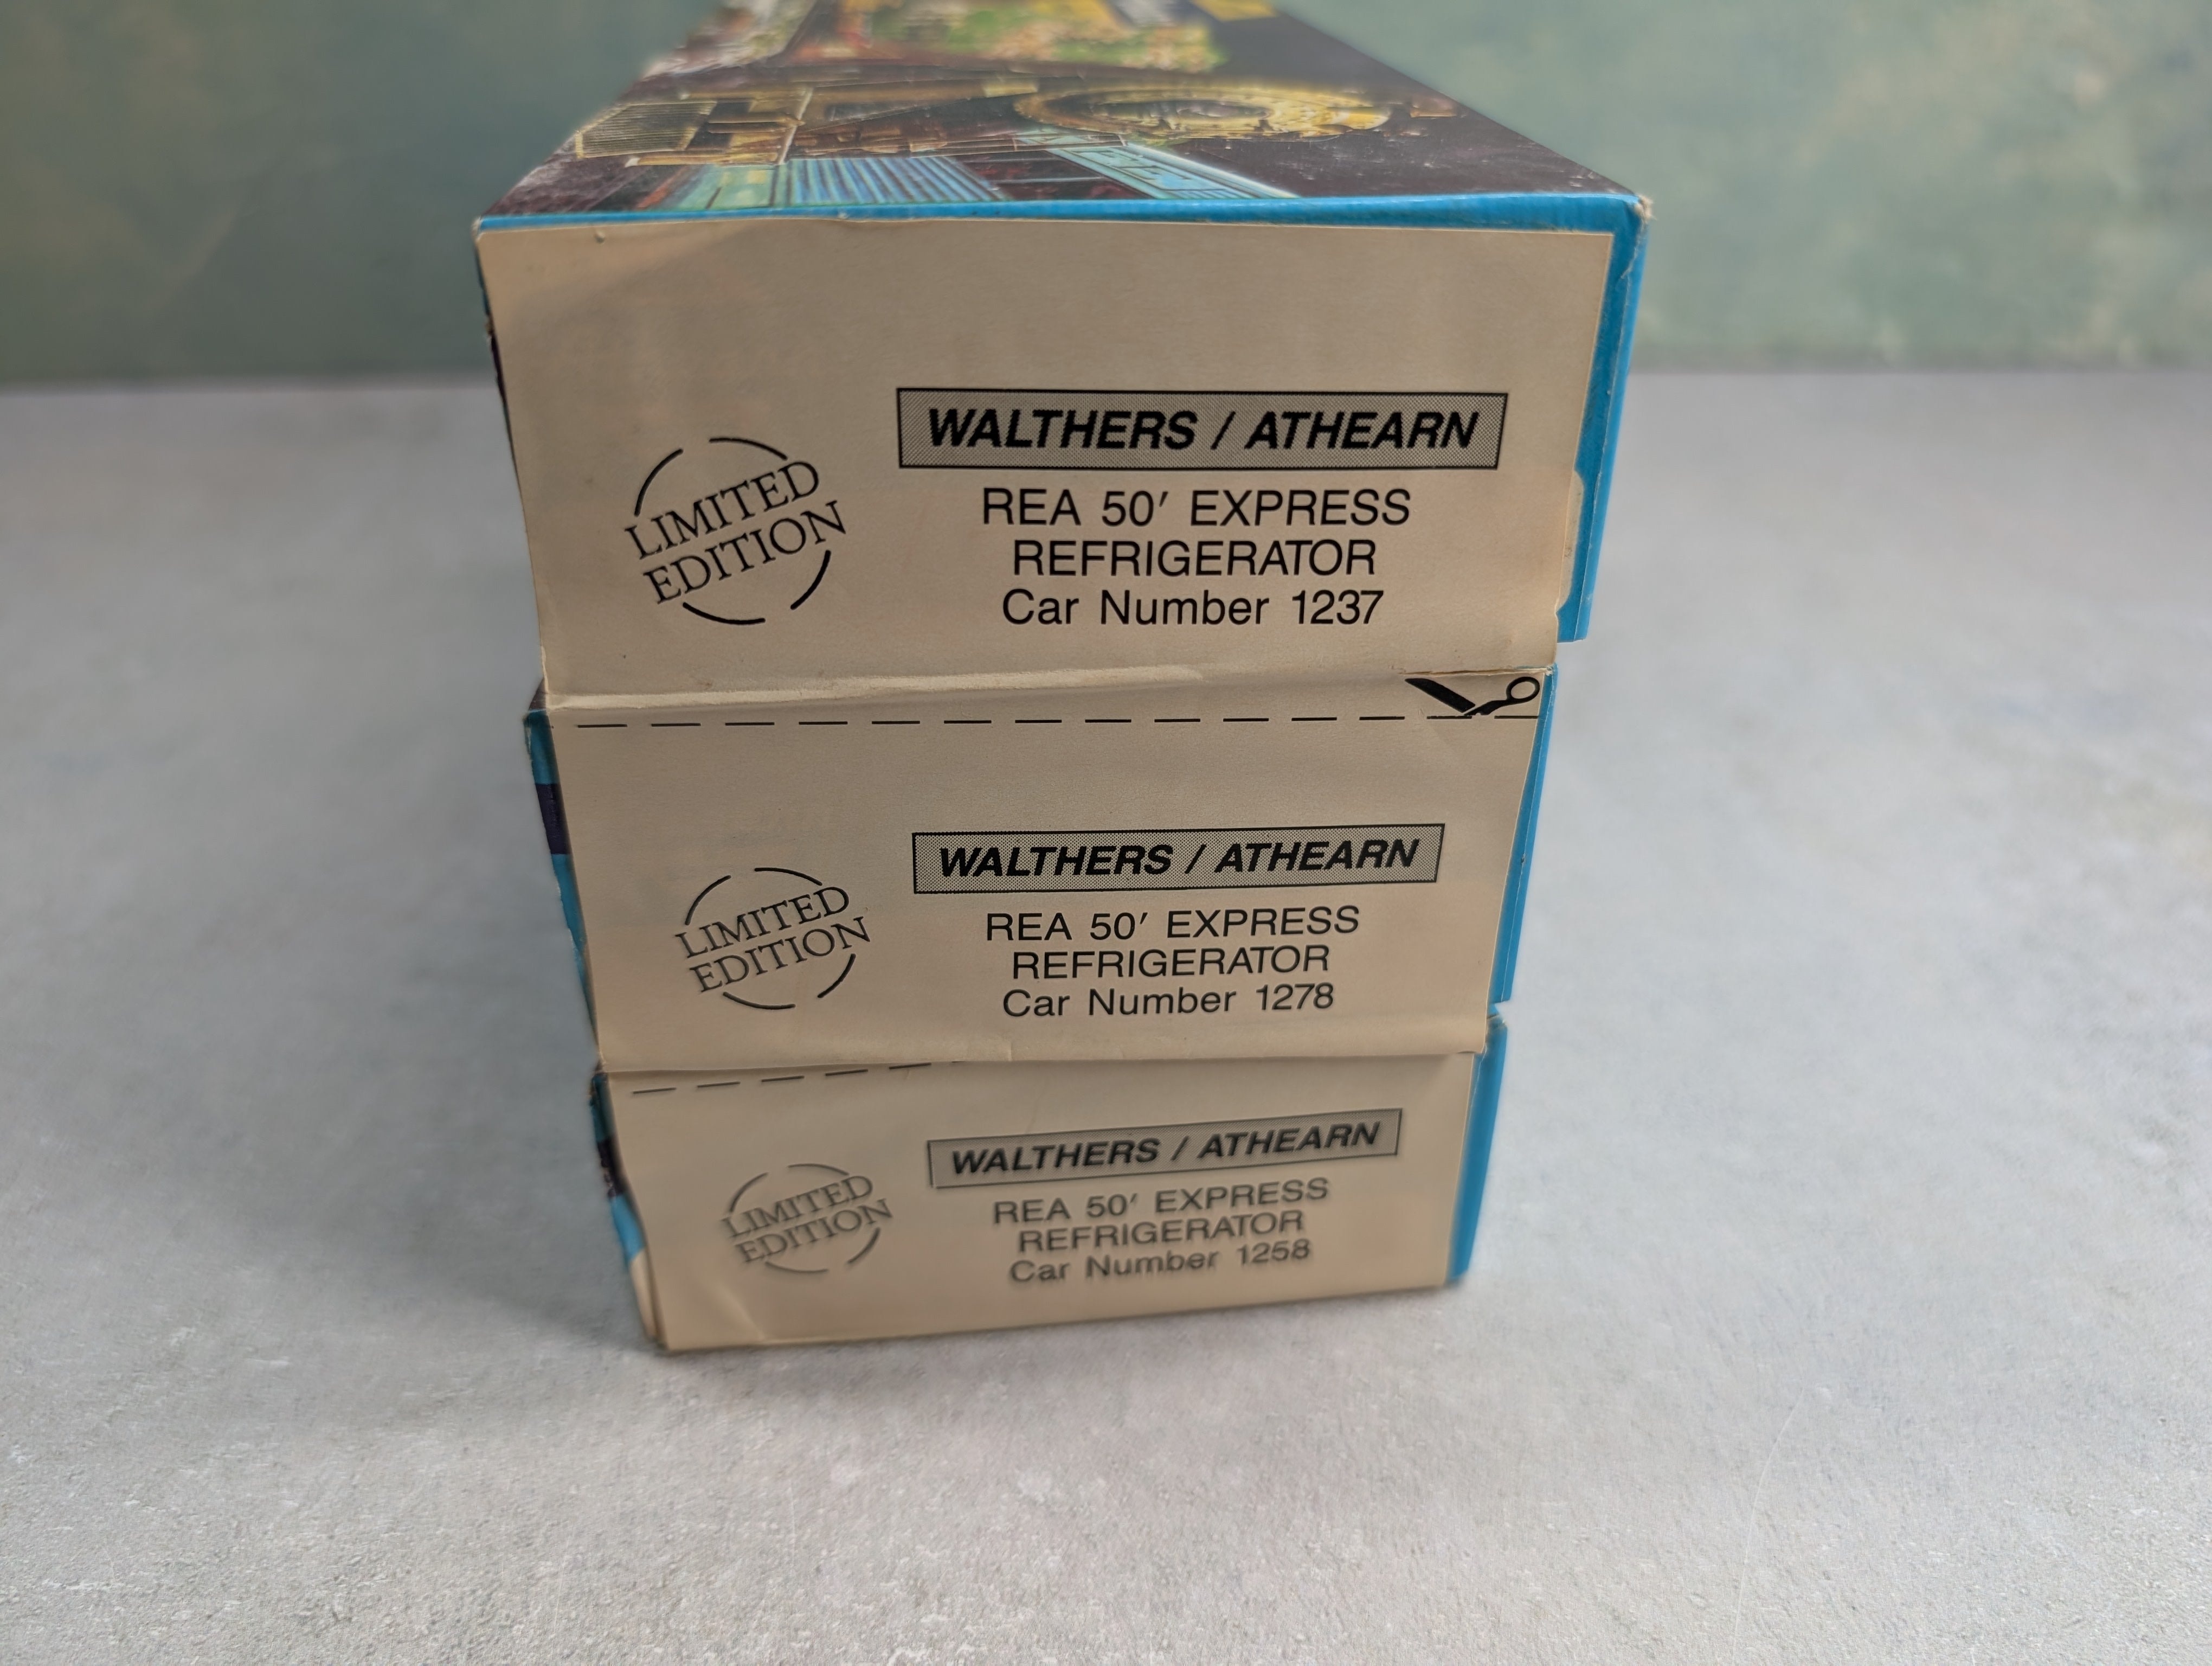 WALTHERS / ATHEARN
LIMITED
EDITION
REA 50' EXPRESS
REFRIGERATOR
Car Number 1237
WALTHERS / ATHEARN
LIMITED
EDITION
REA 50' EXPRESS
REFRIGERATOR
Car Number 1278
WALTHERS / ATHEARN
LIMITED
EDITION
REA 50' EXPRESS
REFRIGERATOR
Car Number 1258